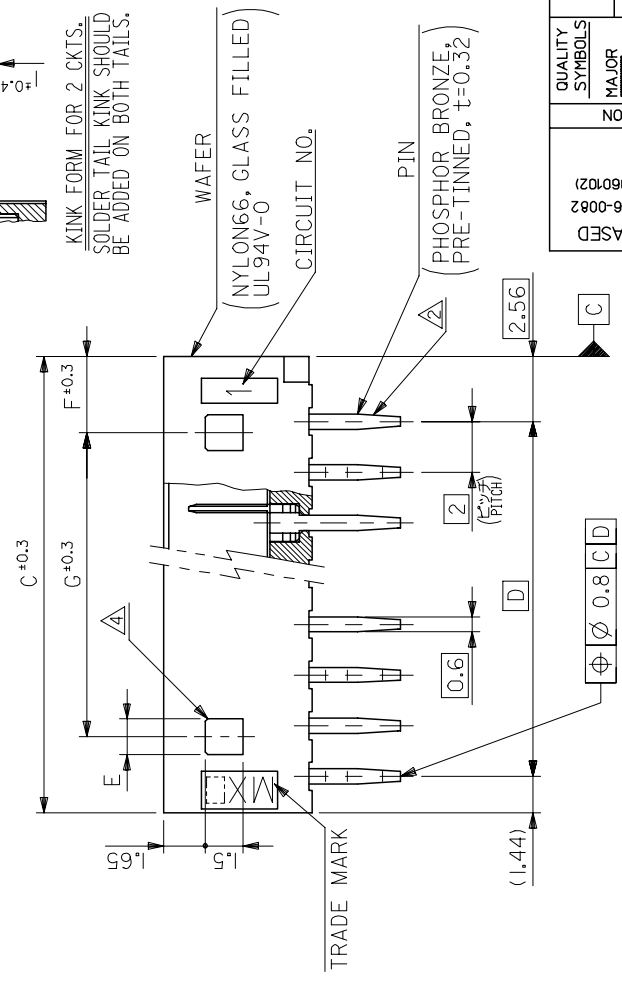 ±0.4
KINK FORM FOR 2 CKTS.
SOLDER TAIL KINK SHOULD
BE ADDED ON BOTH TAILS.
WAFER
(NYLON66, GLASS FILLED
UL94V-0)
CIRCUIT NO.
PIN
(PHOSPHOR BRONZE,
PRE-TINNED, t=0.32)
C±0.3
F±0.3
G±0.3
E
4
1
2
2.56
C
2
(ピッチ
PITCH)
D
0.6
⌖ Ø 0.8 C D
MX
1.65
1.5
(1.44)
TRADE MARK
QUALITY
SYMBOLS
MAJOR